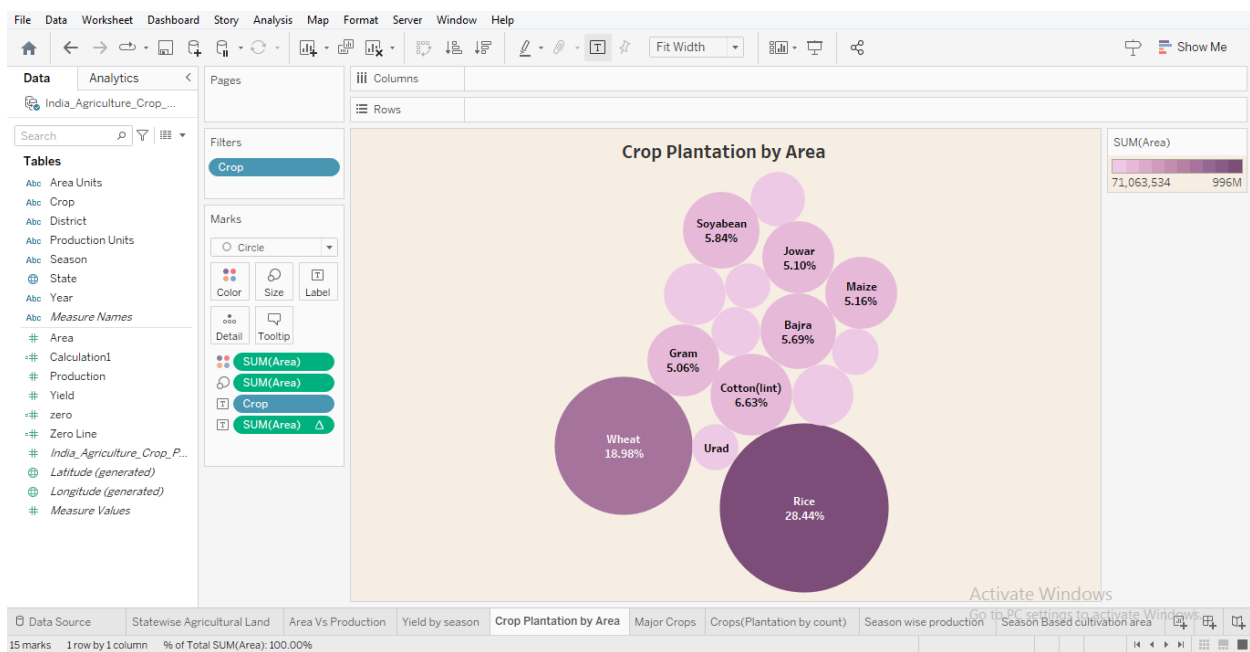 File Data Worksheet Dashboard Story Analysis Map Format Server Window Help
Fit Width
Show Me
Data Analytics
India_Agriculture_Crop_...
Search
Tables
Abc Area Units
Abc Crop
Abc District
Abc Production Units
Abc Season
State
Abc Year
Abc Measure Names
# Area
=# Calculation1
# Production
# Yield
=# zero
=# Zero Line
# India_Agriculture_Crop_P...
Latitude (generated)
Longitude (generated)
# Measure Values
Pages
Filters
Crop
Marks
Circle
Color Size Label
Detail Tooltip
SUM(Area)
SUM(Area)
Crop
SUM(Area) Δ
Columns
Rows
Crop Plantation by Area
Soyabean
5.84%
Jowar
5.10%
Maize
5.16%
Bajra
5.69%
Gram
5.06%
Cotton(lint)
6.63%
Wheat
18.98%
Urad
Rice
28.44%
SUM(Area)
71,063,534 996M
Activate Windows
Go to PC settings to activate Windows.
Data Source Statewise Agricultural Land Area Vs Production Yield by season Crop Plantation by Area Major Crops Crops(Plantation by count) Season wise production Season Based cultivation area
15 marks 1 row by 1 column % of Total SUM(Area): 100.00%